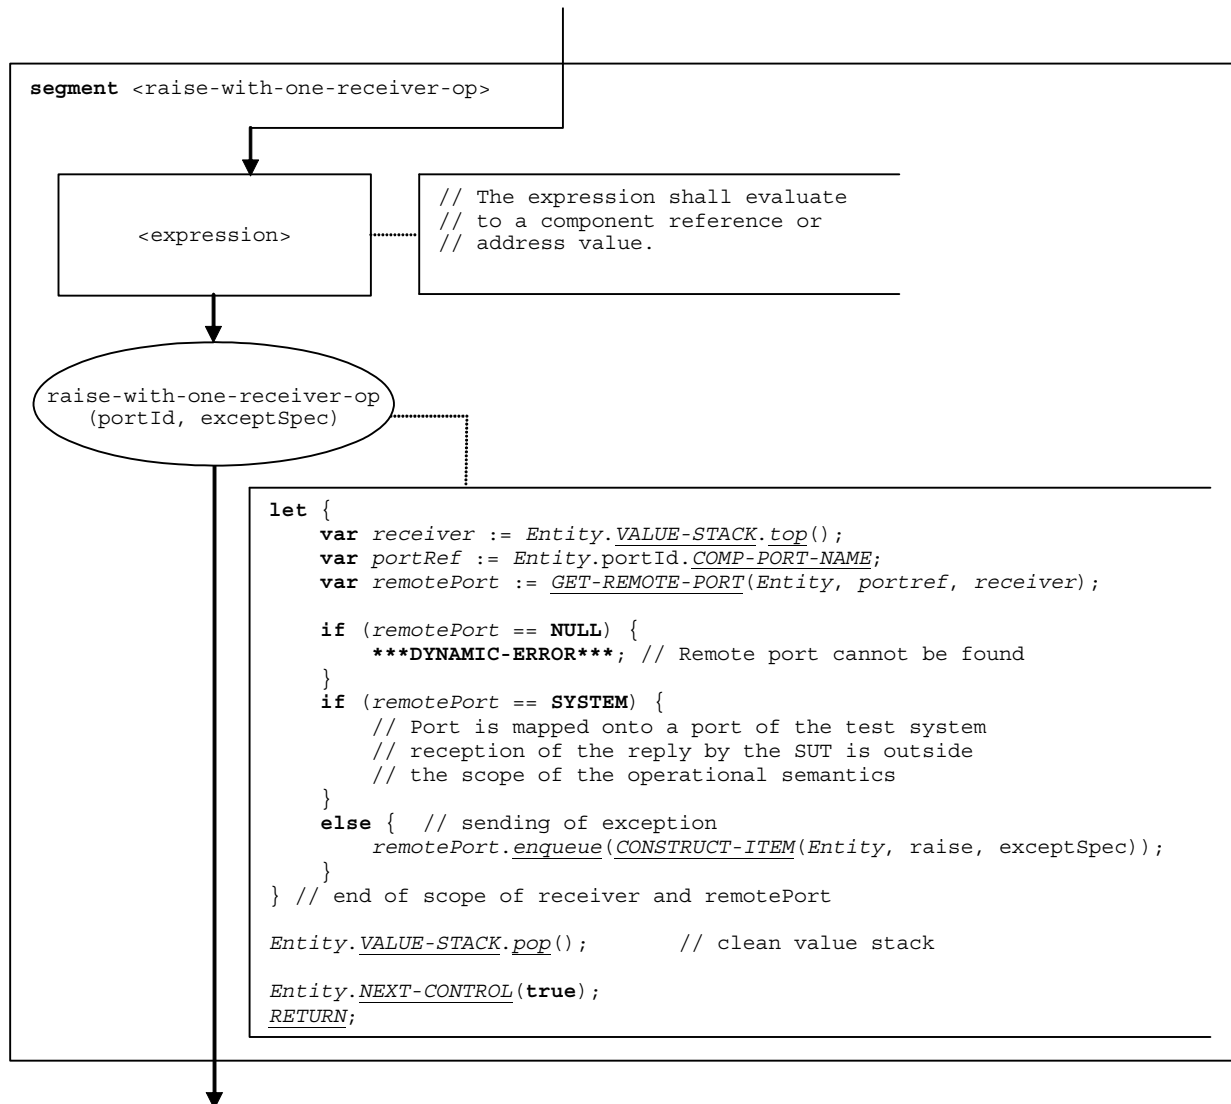 segment <raise-with-one-receiver-op>
<expression>
// The expression shall evaluate
// to a component reference or
// address value.
raise-with-one-receiver-op
(portId, exceptSpec)
let {
var receiver := Entity.VALUE-STACK.top();
var portRef := Entity.portId.COMP-PORT-NAME;
var remotePort := GET-REMOTE-PORT(Entity, portref, receiver);
if (remotePort == NULL) {
***DYNAMIC-ERROR***; // Remote port cannot be found
}
if (remotePort == SYSTEM) {
// Port is mapped onto a port of the test system
// reception of the reply by the SUT is outside
// the scope of the operational semantics
}
else { // sending of exception
remotePort.enqueue(CONSTRUCT-ITEM(Entity, raise, exceptSpec));
}
} // end of scope of receiver and remotePort
Entity.VALUE-STACK.pop(); // clean value stack
Entity.NEXT-CONTROL(true);
RETURN;